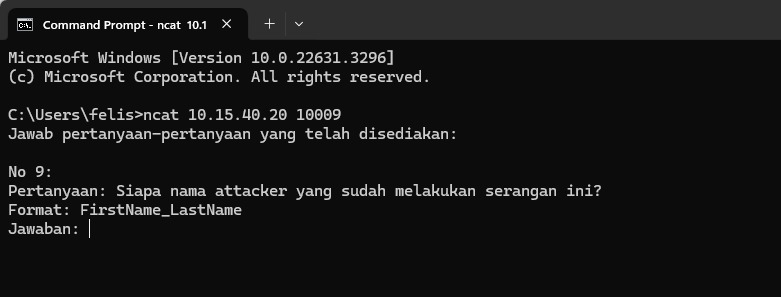 Command Prompt - ncat 10.1
Microsoft Windows [Version 10.0.22631.3296]
(c) Microsoft Corporation. All rights reserved.
C:\Users\felis>ncat 10.15.40.20 10009
Jawab pertanyaan-pertanyaan yang telah disediakan:
No 9:
Pertanyaan: Siapa nama attacker yang sudah melakukan serangan ini?
Format: FirstName_LastName
Jawaban: